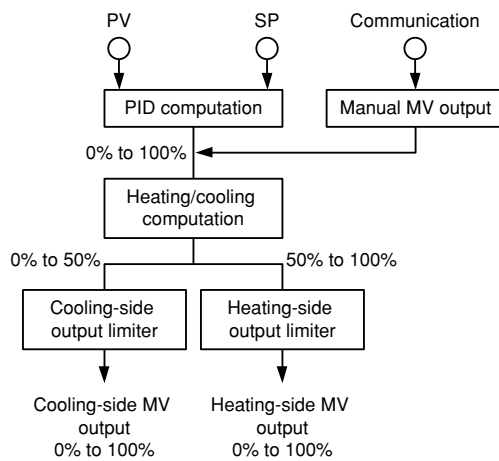 PV
SP
Communication
PID computation
Manual MV output
0% to 100%
Heating/cooling
computation
0% to 50%
50% to 100%
Cooling-side
output limiter
Heating-side
output limiter
Cooling-side MV
output
0% to 100%
Heating-side MV
output
0% to 100%